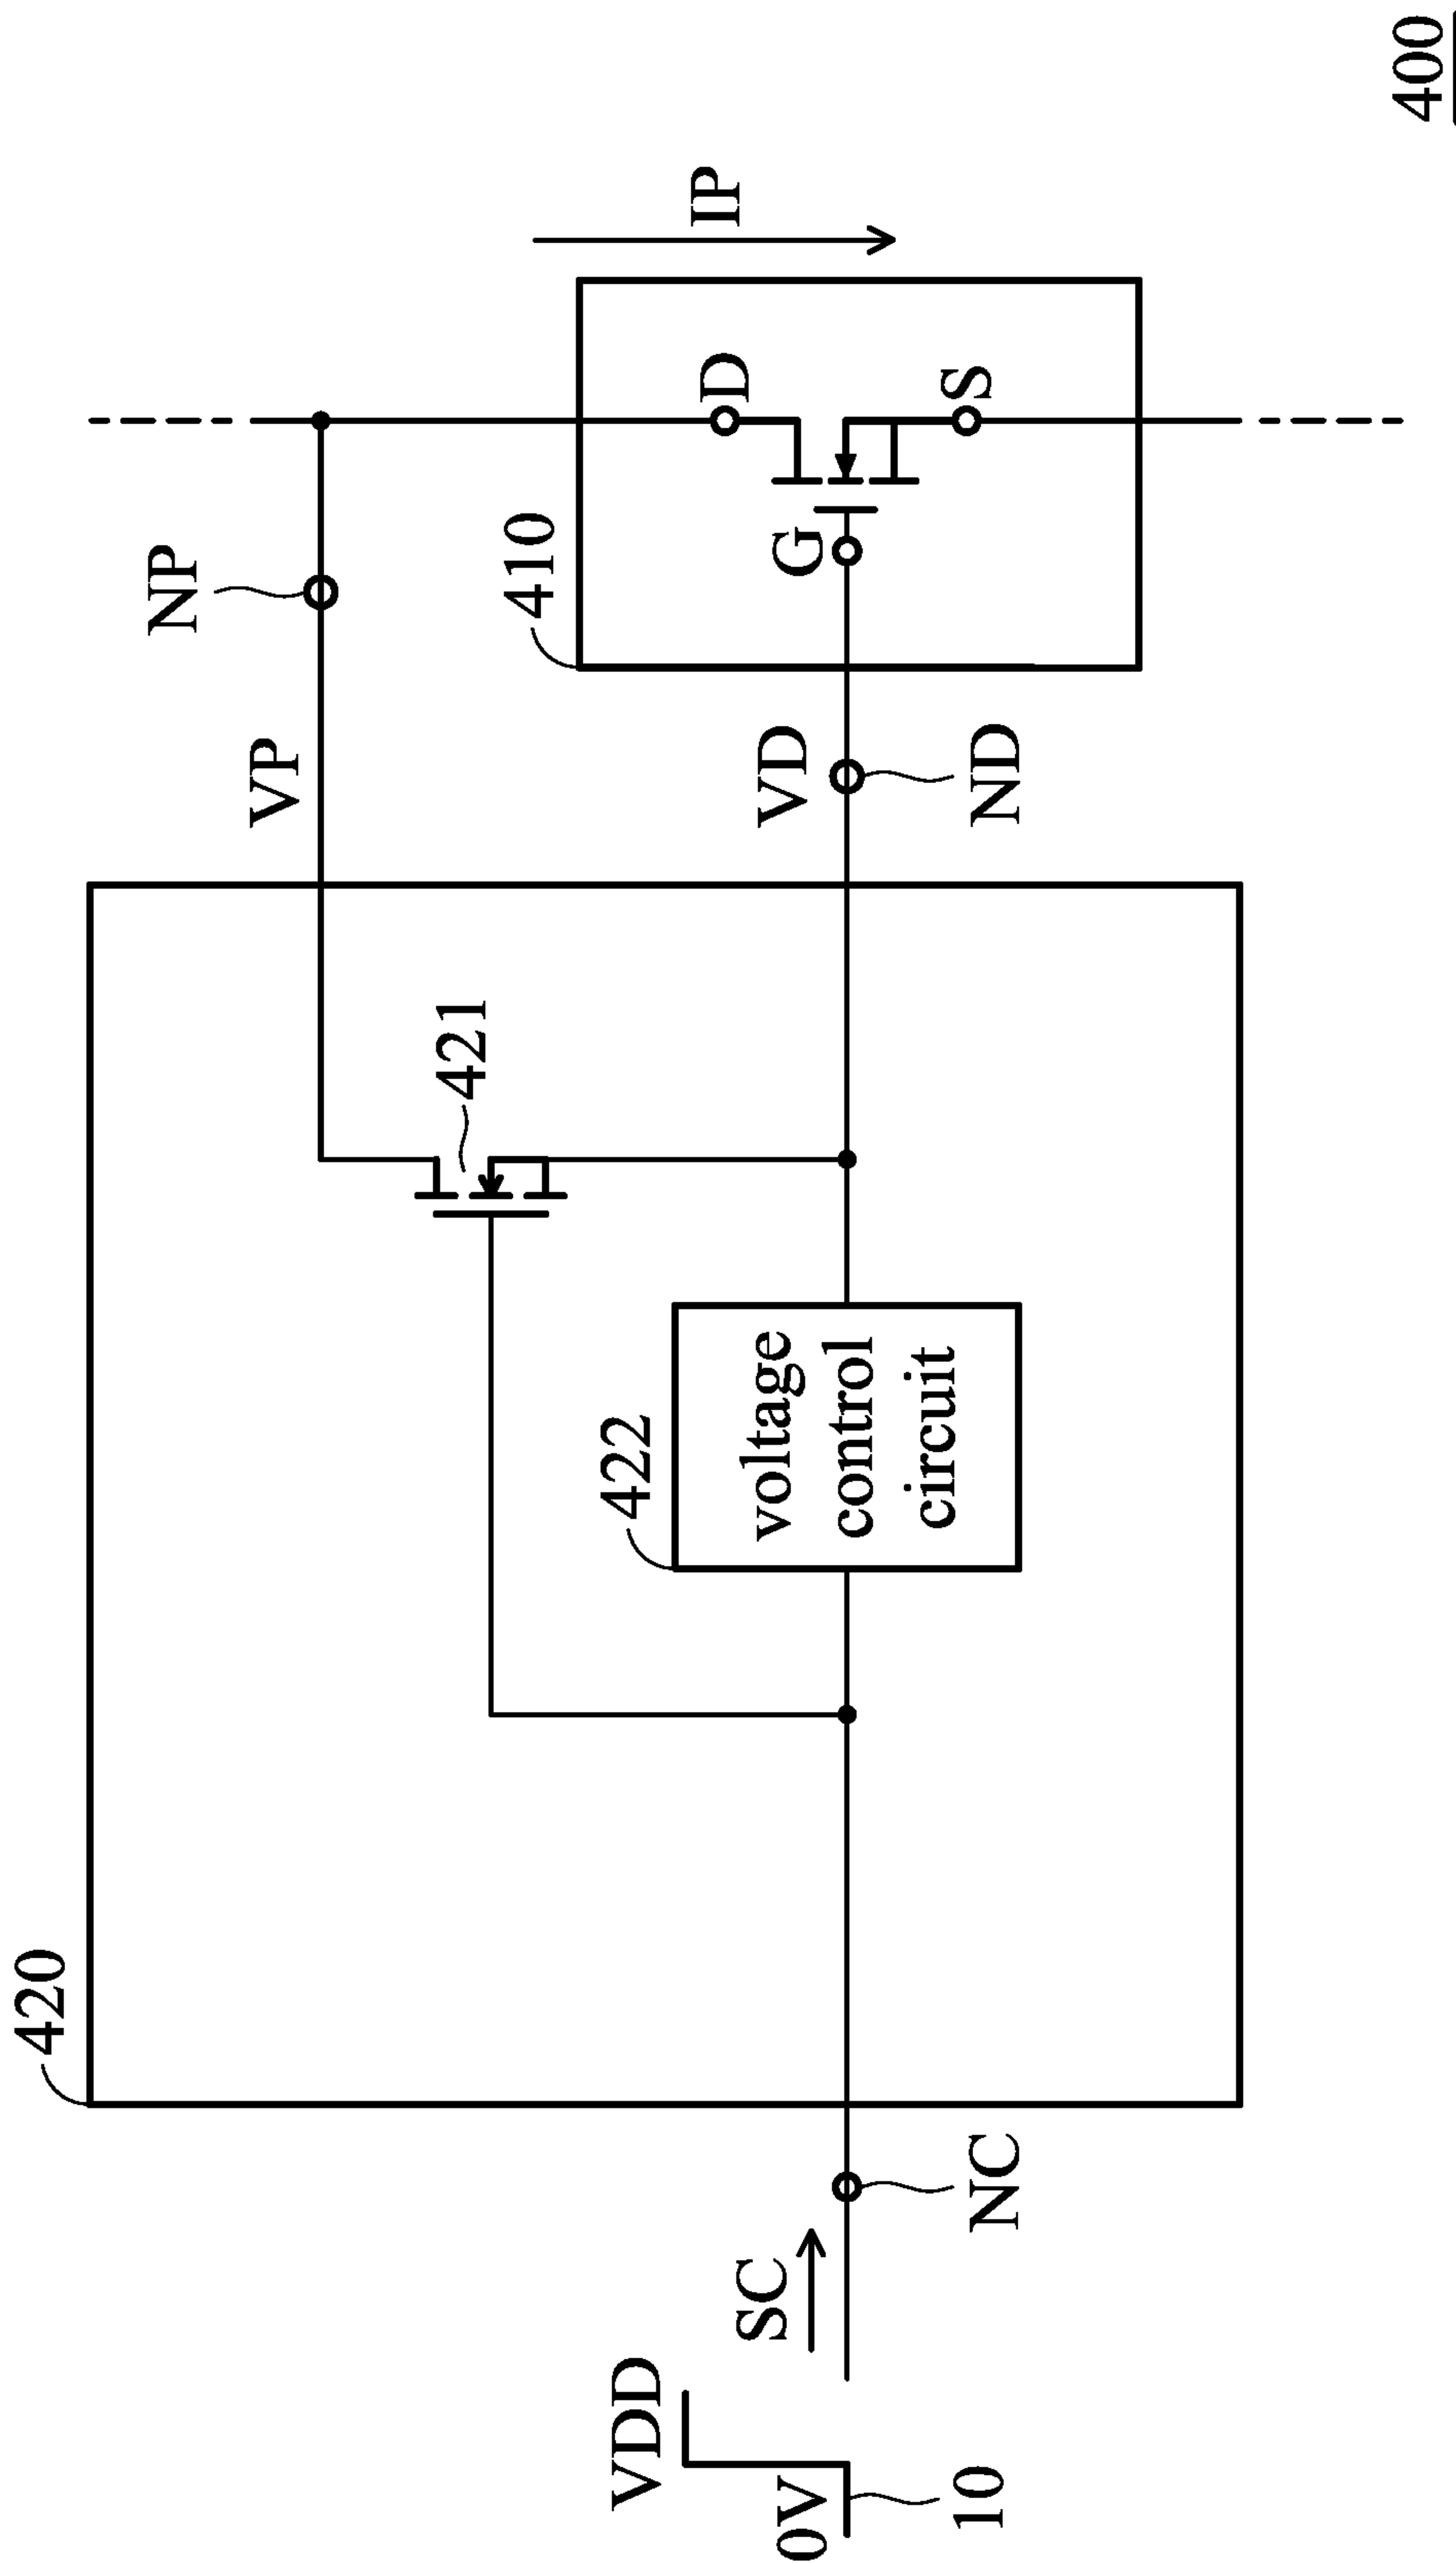 420
NP
VP
421
410
D
IP
422
VDD
SC
voltage
control
circuit
VD
G
S
0V
10
NC
ND
400